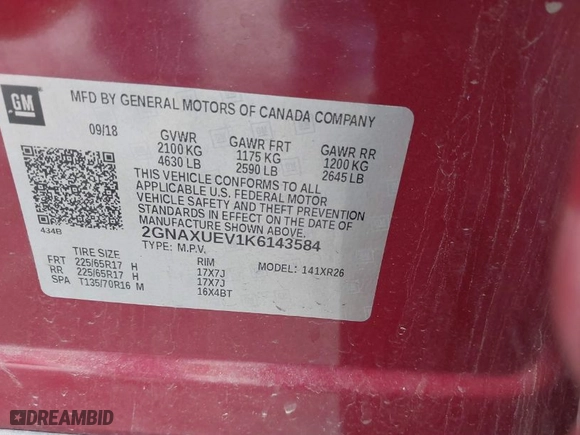 GM
MFD BY GENERAL MOTORS OF CANADA COMPANY
09/18 GVWR GAWR FRT GAWR RR
2100 KG 1175 KG 1200 KG
4630 LB 2590 LB 2645 LB
THIS VEHICLE CONFORMS TO ALL
APPLICABLE U.S. FEDERAL MOTOR
VEHICLE SAFETY AND THEFT
PREVENTION STANDARDS IN EFFECT
ON THE DATE OF MANUFACTURE
SHOWN ABOVE.
434B 2GNAXUEV1K6143584
TYPE: M.P.V.
TIRE SIZE RIM MODEL: 141XR26
FRT 225/65R17 H 17X7J
RR 225/65R17 H 17X7J
SPA T135/70R16 M 16X4BT
DREAMBID